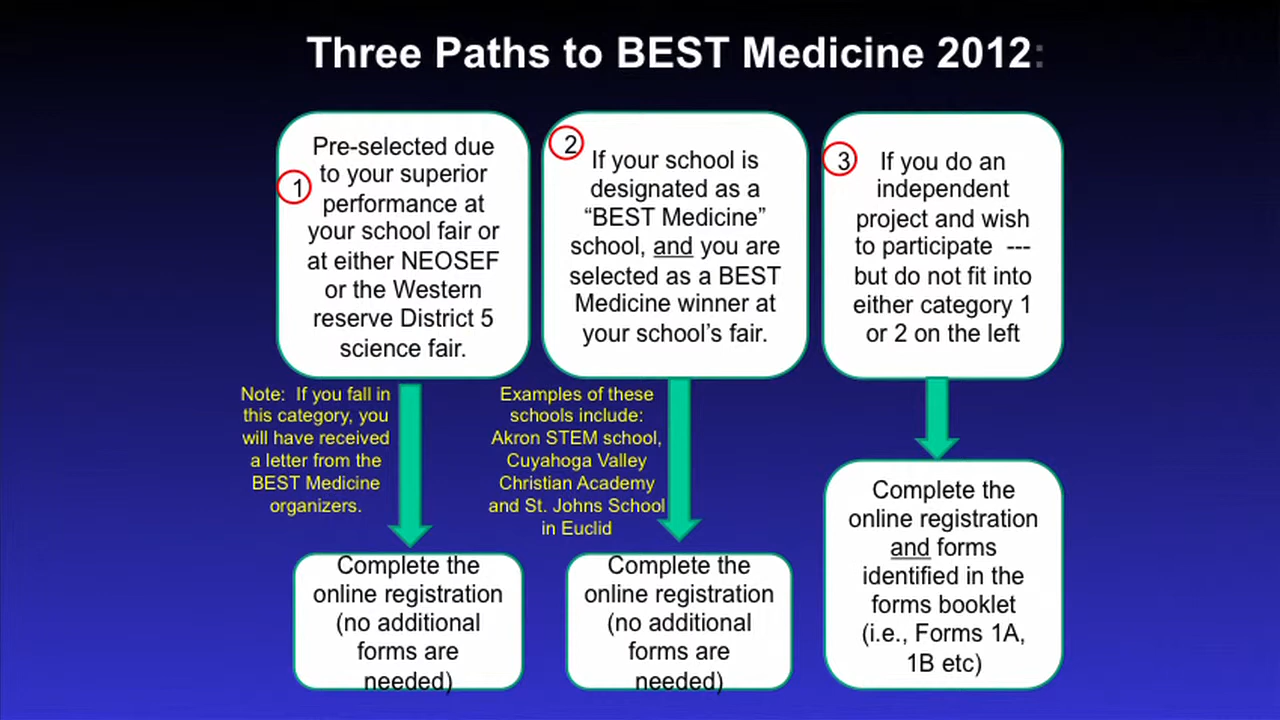 Three Paths to BEST Medicine 2012:
1
Pre-selected due
to your superior
performance at
your school fair or
at either NEOSEF
or the Western
reserve District 5
science fair.
Note: If you fall in
this category, you
will have received
a letter from the
BEST Medicine
organizers.
Complete the
online registration
(no additional
forms are
needed)
2
If your school is
designated as a
“BEST Medicine”
school, and you are
selected as a BEST
Medicine winner at
your school’s fair.
Examples of these
schools include:
Akron STEM school,
Cuyahoga Valley
Christian Academy
and St. Johns School
in Euclid
Complete the
online registration
(no additional
forms are
needed)
3
If you do an
independent
project and wish
to participate ---
but do not fit into
either category 1
or 2 on the left
Complete the
online registration
and forms
identified in the
forms booklet
(i.e., Forms 1A,
1B etc)